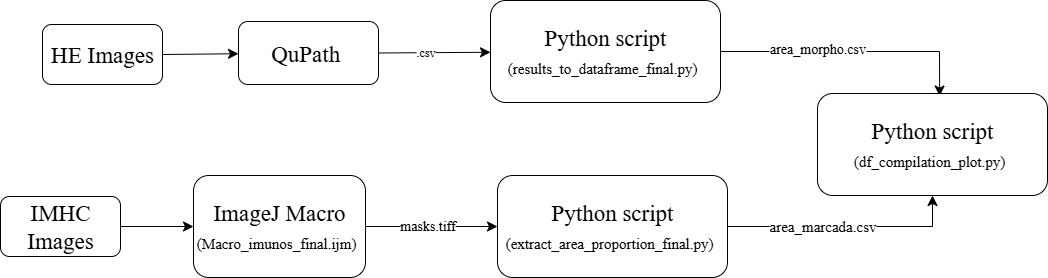 HE Images
QuPath
.csv
Python script
(results_to_dataframe_final.py)
area_morpho.csv
Python script
(df_compilation_plot.py)
IMHC
Images
ImageJ Macro
(Macro_imunos_final.ijm)
masks.tiff
Python script
(extract_area_proportion_final.py)
area_marcada.csv